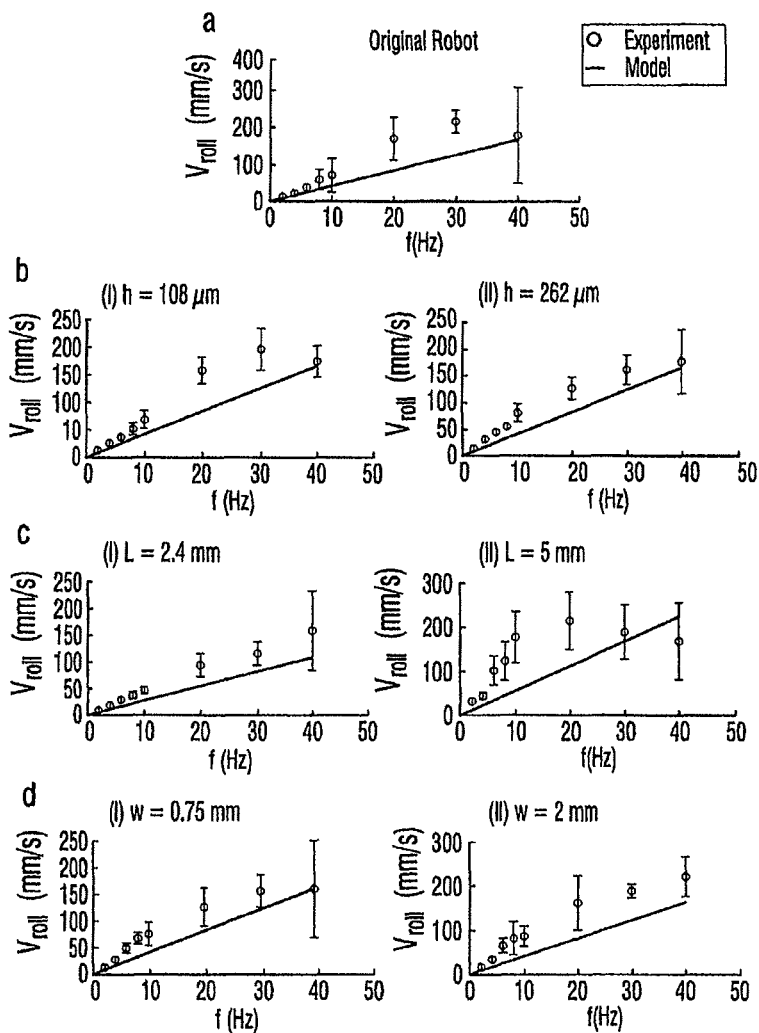 a
Original Robot
Experiment
Model
V_roll (mm/s)
400
300
200
100
0
0 10 20 30 40 50
f(Hz)
b
(I) h = 108 µm
V_roll (mm/s)
250
200
150
100
10
0
0 10 20 30 40 50
f (Hz)
(II) h = 262 µm
V_roll (mm/s)
250
200
150
100
50
0
0 10 20 30 40 50
f (Hz)
c
(I) L = 2.4 mm
V_roll (mm/s)
250
200
150
100
50
0
0 10 20 30 40 50
f (Hz)
(II) L = 5 mm
V_roll (mm/s)
300
200
100
0
0 10 20 30 40 50
f(Hz)
d
(I) w = 0.75 mm
V_roll (mm/s)
250
200
150
100
50
0
0 10 20 30 40 50
f (Hz)
(II) w = 2 mm
V_roll (mm/s)
300
200
100
0
0 10 20 30 40 50
f(Hz)